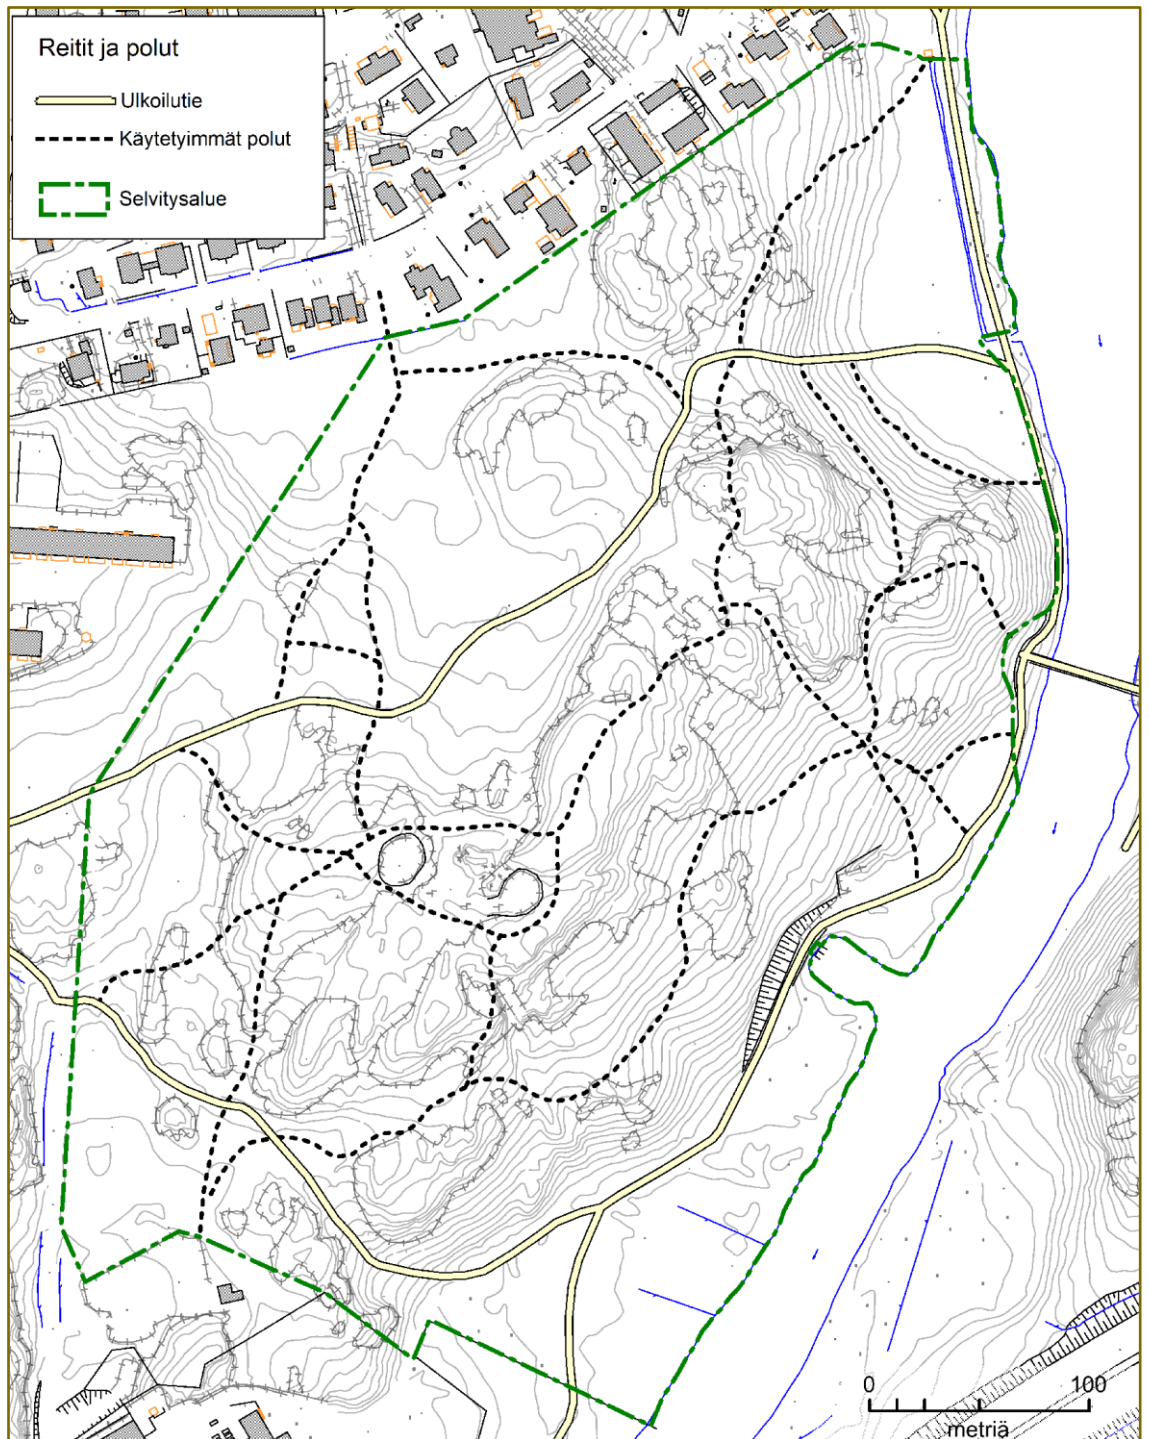 Reitit ja polut
Ulkoilutie
Käytetyimmät polut
Selvitysalue
0 100
metriä